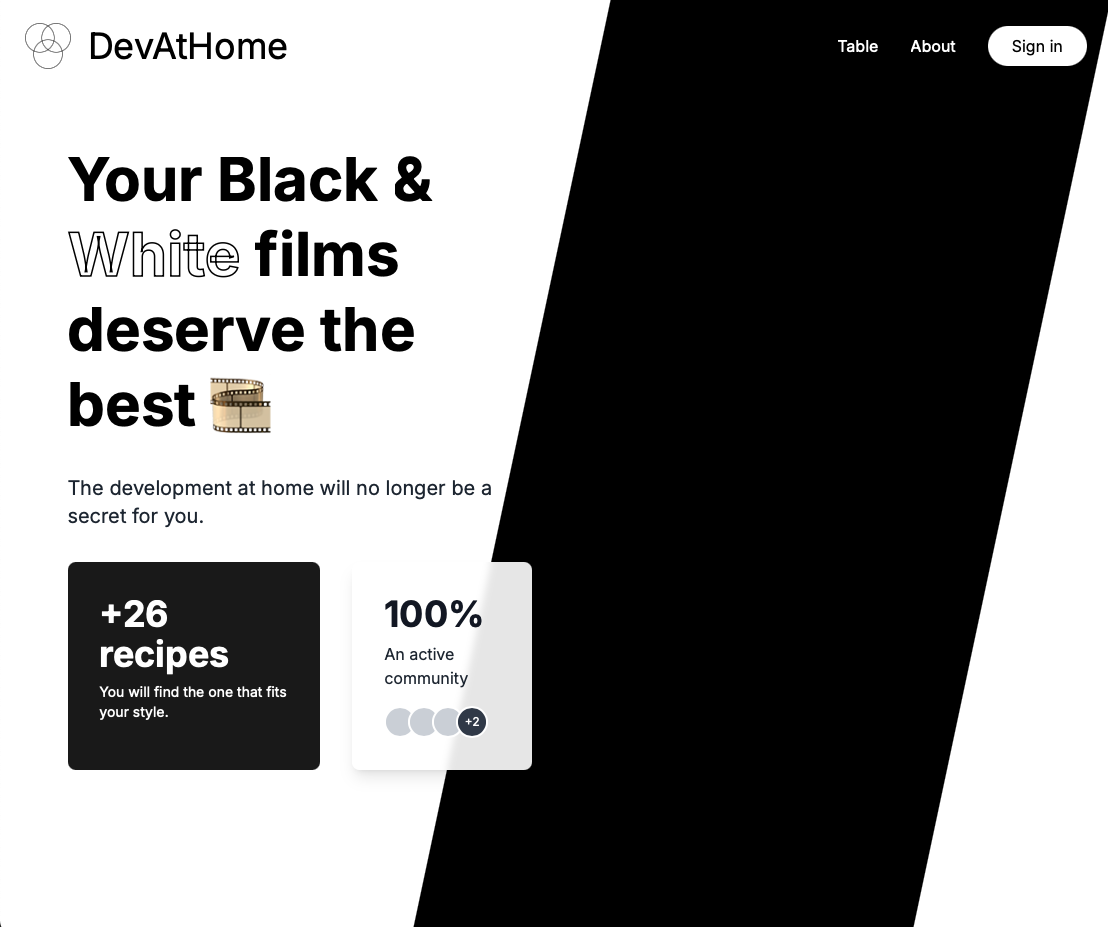 DevAtHome
Table
About
Sign in
Your Black &
White films
deserve the
best
The development at home will no longer be a
secret for you.
+26
recipes
You will find the one that fits
your style.
100%
An active
community
+2